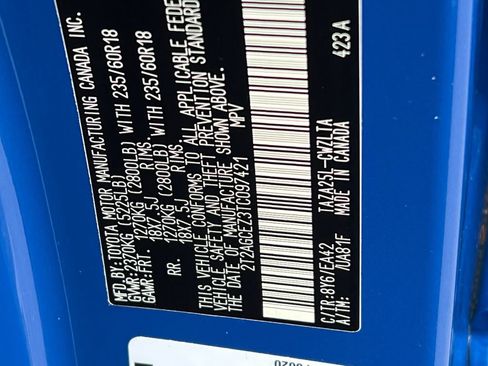 MFD.BY: TOYOTA MOTOR MANUFACTURING CANADA INC.
GVWR: 2370KG (5225LB)
GAWR: FRT. 1270KG (2800LB) WITH 235/60R18
18X7.5J RIMS.
RR. 1270KG (2800LB) WITH 235/60R18
18X7.5J RIMS.
THIS VEHICLE CONFORMS TO ALL APPLICABLE FEDE
VEHICLE SAFETY AND THEFT PREVENTION STANDARD
MANUFACTURE SHOWN ABOVE.
2T2AGCEZ3TC097421 MPV
423A
C/TR: 8Y6/EA42 TAZA25L-CWZLTA
A/TM: /UA81F MADE IN CANADA